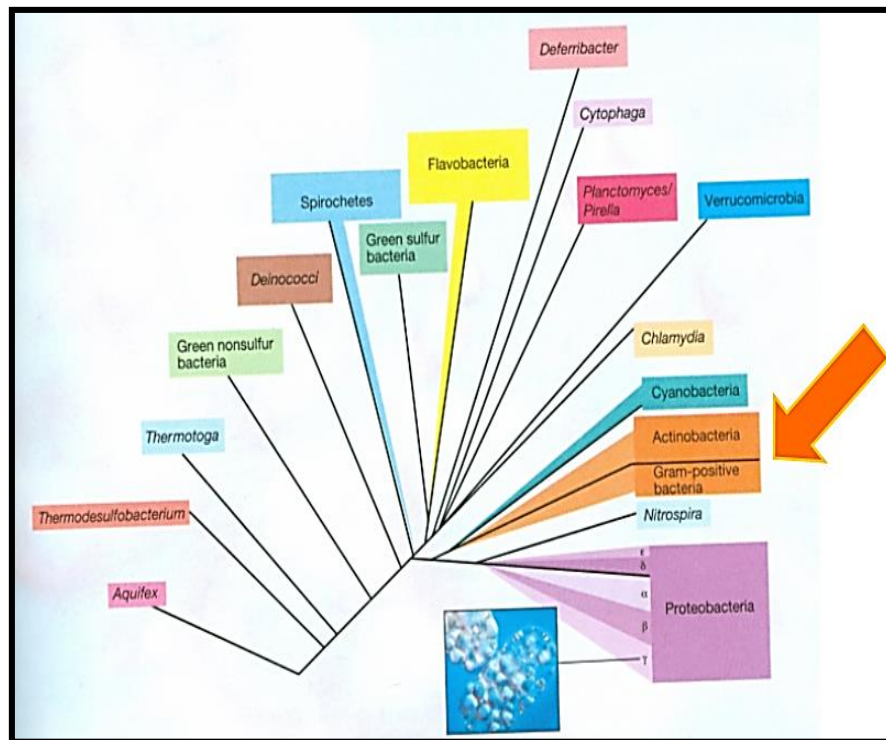 Deferribacter
Cytophaga
Flavobacteria
Planctomyces/
Pirella
Verrucomicrobia
Spirochetes
Green sulfur
bacteria
Deinococci
Green nonsulfur
bacteria
Chlamydia
Cyanobacteria
Actinobacteria
Gram-positive
bacteria
Thermotoga
Nitrospira
Thermodesulfobacterium
Aquifex
ε
δ
α
β
γ
Proteobacteria